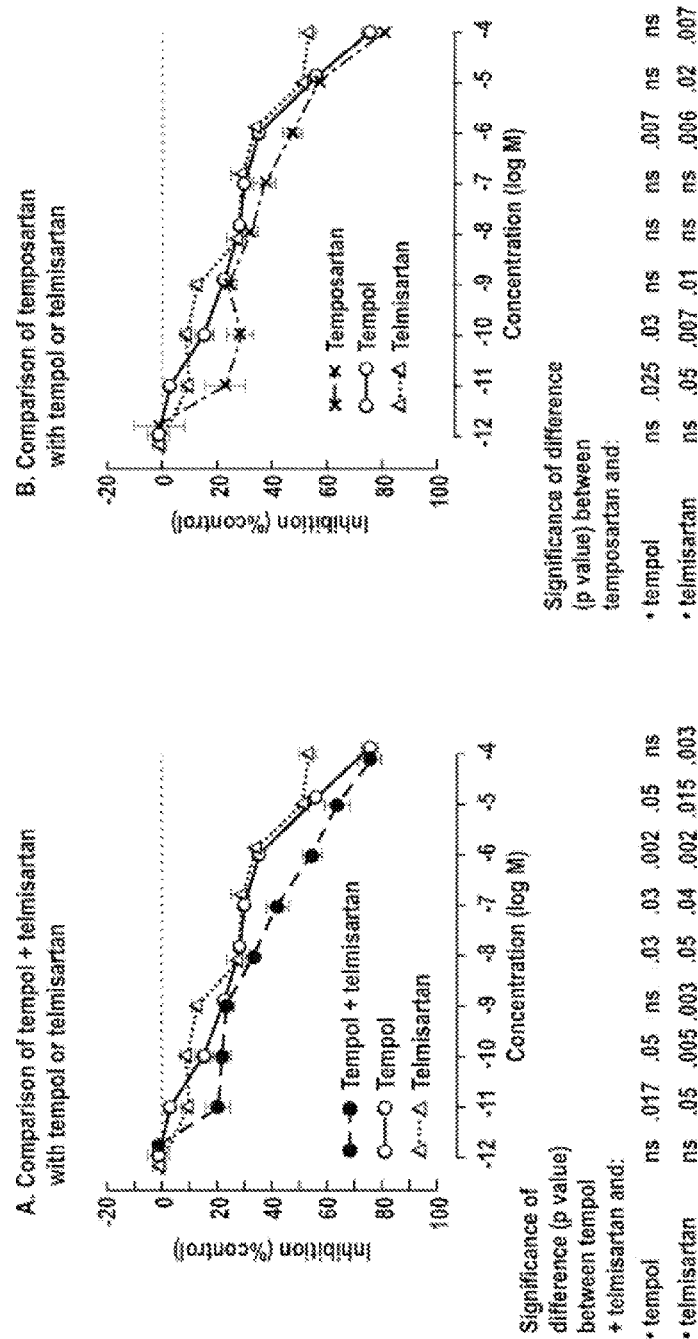 A. Comparison of tempol + telmisartan
with tempol or telmisartan
Inhibition (%control)
-20
0
20
40
60
80
100
Tempol + telmisartan
Tempol
Telmisartan
-12 -11 -10 -9 -8 -7 -6 -5 -4
Concentration (log M)
Significance of
difference (p value)
between tempol
+ telmisartan and:
• tempol ns .017 .05 ns .03 .03 .002 .05 ns
• telmisartan ns .05 .005 .003 .05 .04 .002 .015 .003
B. Comparison of temposartan
with tempol or telmisartan
Inhibition (%control)
-20
0
20
40
60
80
100
Temposartan
Tempol
Telmisartan
-12 -11 -10 -9 -8 -7 -6 -5 -4
Concentration (log M)
Significance of difference
(p value) between
temposartan and:
• tempol ns .025 .03 ns ns ns .007 ns ns
• telmisartan ns .05 .007 .01 ns ns .006 .02 .007